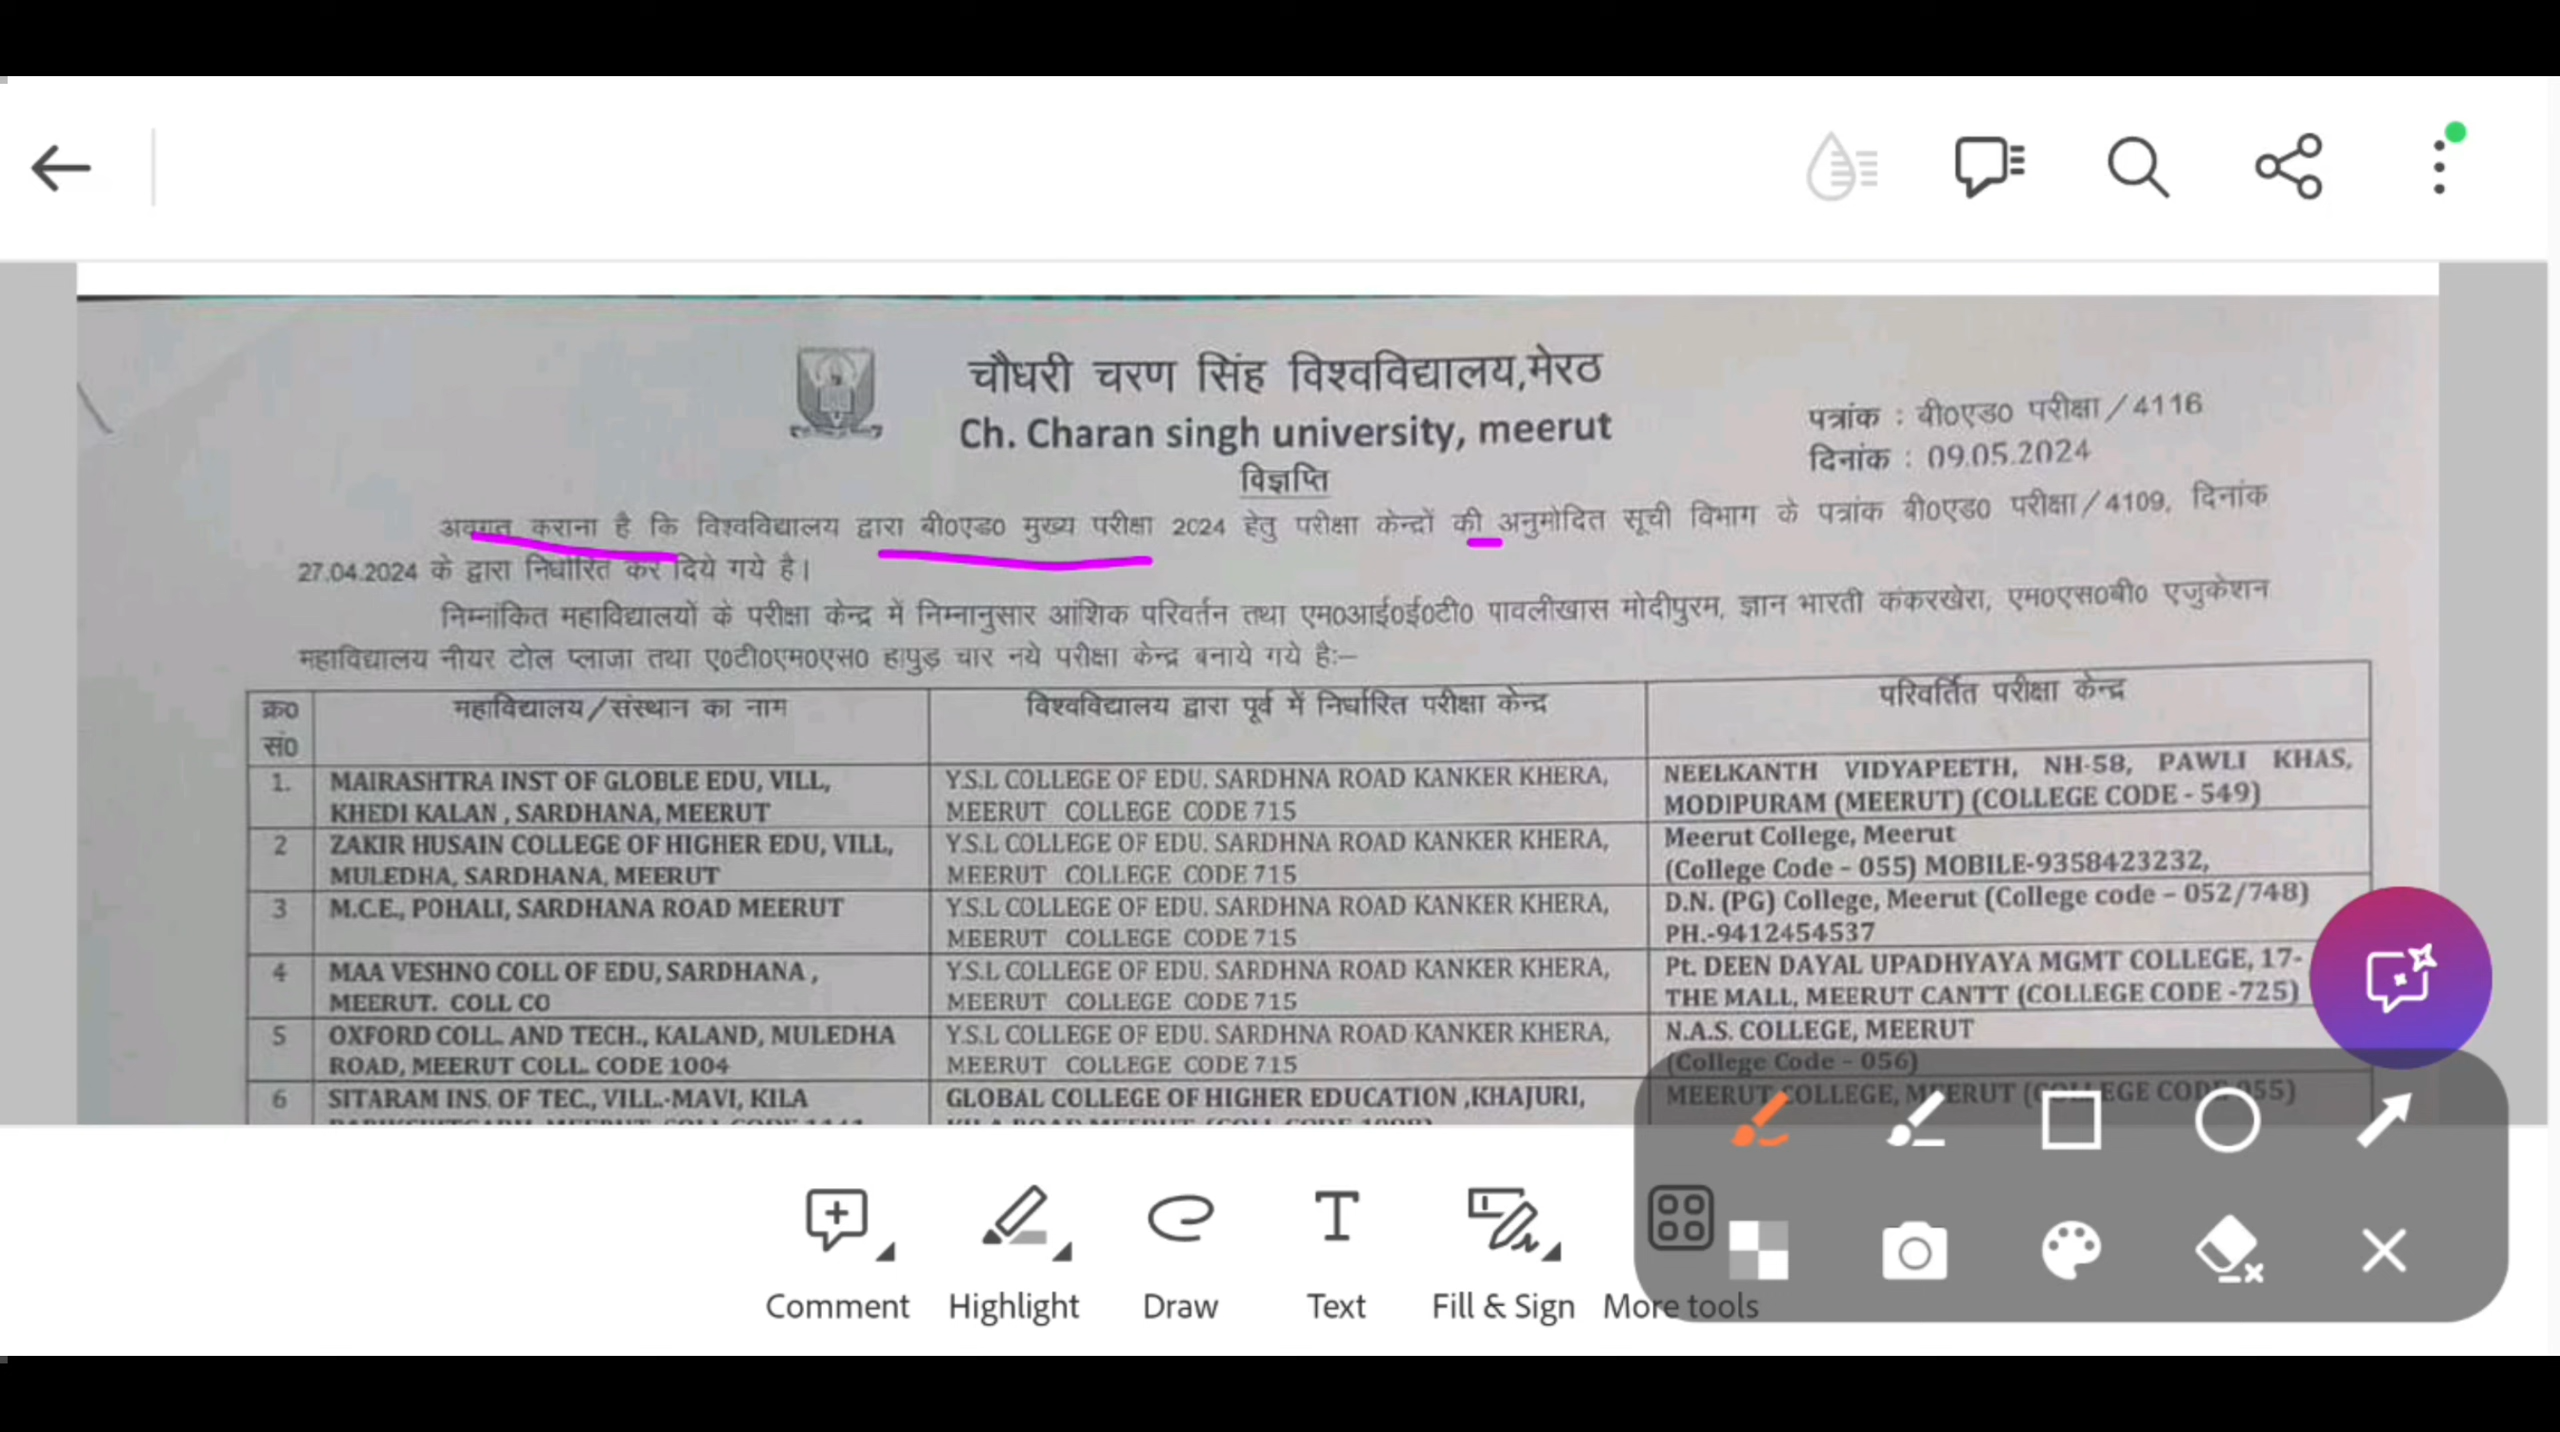 चौधरी चरण सिंह विश्वविद्यालय,मेरठ
Ch. Charan singh university, meerut
पत्रांक : बी0एड0 परीक्षा/4116
दिनांक : 09.05.2024
विज्ञप्ति
अवगत कराना है कि विश्वविद्यालय द्वारा बी0एड0 मुख्य परीक्षा 2024 हेतु परीक्षा केन्द्रों की अनुमोदित सूची विभाग के पत्रांक बी0एड0 परीक्षा/4109, दिनांक
27.04.2024 के द्वारा निर्धारित कर दिये गये है।
निम्नांकित महाविद्यालयों के परीक्षा केन्द्र में निम्नानुसार आंशिक परिवर्तन तथा एम0आई0ई0टी0 पावलीखास मोदीपुरम, ज्ञान भारती कंकरखेरा, एम0एस0बी0 एजुकेशन
महाविद्यालय नीयर टोल प्लाजा तथा ए0टी0एम0एस0 हापुड़ चार नये परीक्षा केन्द्र बनाये गये है:—
क्र0 सं0 महाविद्यालय/संस्थान का नाम विश्वविद्यालय द्वारा पूर्व में निर्धारित परीक्षा केन्द्र परिवर्तित परीक्षा केन्द्र
1. MAIRASHTRA INST OF GLOBLE EDU, VILL, Y.S.L COLLEGE OF EDU. SARDHNA ROAD KANKER KHERA, NEELKANTH VIDYAPEETH, NH-58, PAWLI KHAS,
KHEDI KALAN , SARDHANA, MEERUT MEERUT COLLEGE CODE 715 MODIPURAM (MEERUT) (COLLEGE CODE - 549)
2 ZAKIR HUSAIN COLLEGE OF HIGHER EDU, VILL, Y.S.L COLLEGE OF EDU. SARDHNA ROAD KANKER KHERA, Meerut College, Meerut
MULEDHA, SARDHANA, MEERUT MEERUT COLLEGE CODE 715 (College Code – 055) MOBILE-9358423232,
3 M.C.E., POHALI, SARDHANA ROAD MEERUT Y.S.L COLLEGE OF EDU. SARDHNA ROAD KANKER KHERA, D.N. (PG) College, Meerut (College code – 052/748)
MEERUT COLLEGE CODE 715 PH.-9412454537
4 MAA VESHNO COLL OF EDU, SARDHANA , Y.S.L COLLEGE OF EDU. SARDHNA ROAD KANKER KHERA, Pt. DEEN DAYAL UPADHYAYA MGMT COLLEGE, 17-
MEERUT. COLL CO MEERUT COLLEGE CODE 715 THE MALL, MEERUT CANTT (COLLEGE CODE -725)
5 OXFORD COLL. AND TECH., KALAND, MULEDHA Y.S.L COLLEGE OF EDU. SARDHNA ROAD KANKER KHERA, N.A.S. COLLEGE, MEERUT
ROAD, MEERUT COLL. CODE 1004 MEERUT COLLEGE CODE 715 (College Code – 056)
6 SITARAM INS. OF TEC., VILL.-MAVI, KILA GLOBAL COLLEGE OF HIGHER EDUCATION ,KHAJURI, MEERUT COLLEGE, MEERUT (COLLEGE CODE 055)
Comment Highlight Draw Text Fill & Sign More tools